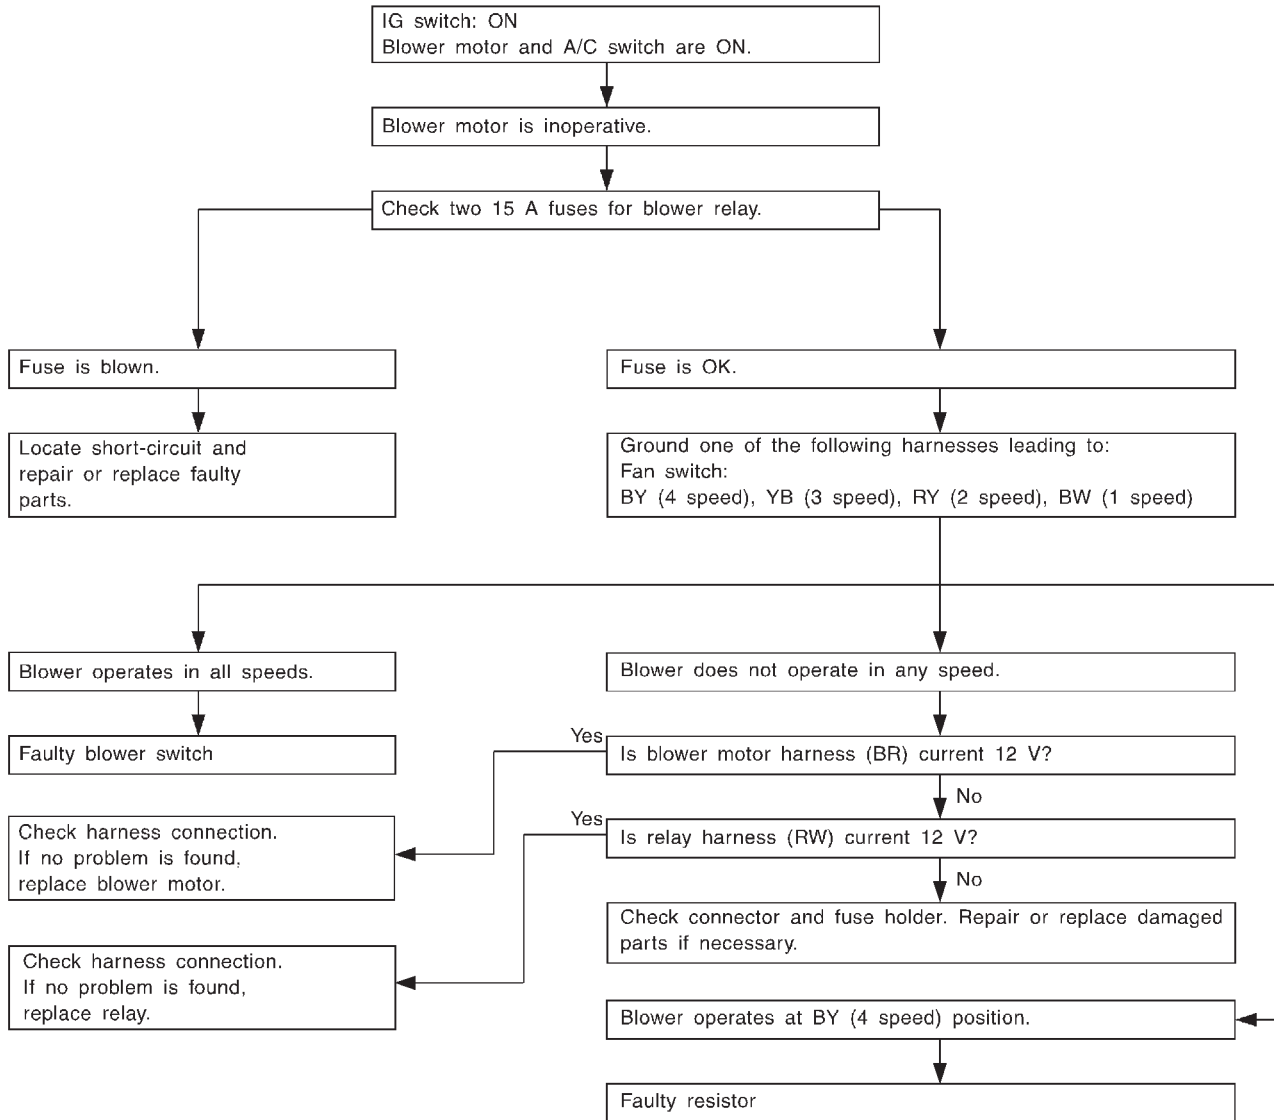 IG switch: ON
Blower motor and A/C switch are ON.
Blower motor is inoperative.
Check two 15 A fuses for blower relay.
Fuse is blown.
Fuse is OK.
Locate short-circuit and
repair or replace faulty
parts.
Ground one of the following harnesses leading to:
Fan switch:
BY (4 speed), YB (3 speed), RY (2 speed), BW (1 speed)
Blower operates in all speeds.
Blower does not operate in any speed.
Faulty blower switch
Yes
Is blower motor harness (BR) current 12 V?
No
Check harness connection.
If no problem is found,
replace blower motor.
Yes
Is relay harness (RW) current 12 V?
No
Check connector and fuse holder. Repair or replace damaged
parts if necessary.
Check harness connection.
If no problem is found,
replace relay.
Blower operates at BY (4 speed) position.
Faulty resistor